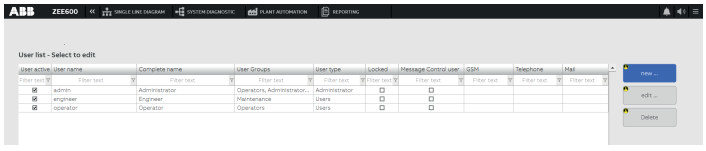 ABB ZEE600 « SINGLE LINE DIAGRAM SYSTEM DIAGNOSTIC PLANT AUTOMATION REPORTING
User list - Select to edit
User active User name Complete name User Groups User type Locked Message Control user GSM Telephone Mail
Filter text Filter text Filter text Filter text Filter text Filter text Filter text Filter text Filter text Filter text
admin Administrator Operators, Administrator... Administrator
engineer Engineer Maintenance Users
operator Operator Operators Users
new ...
edit ...
Delete